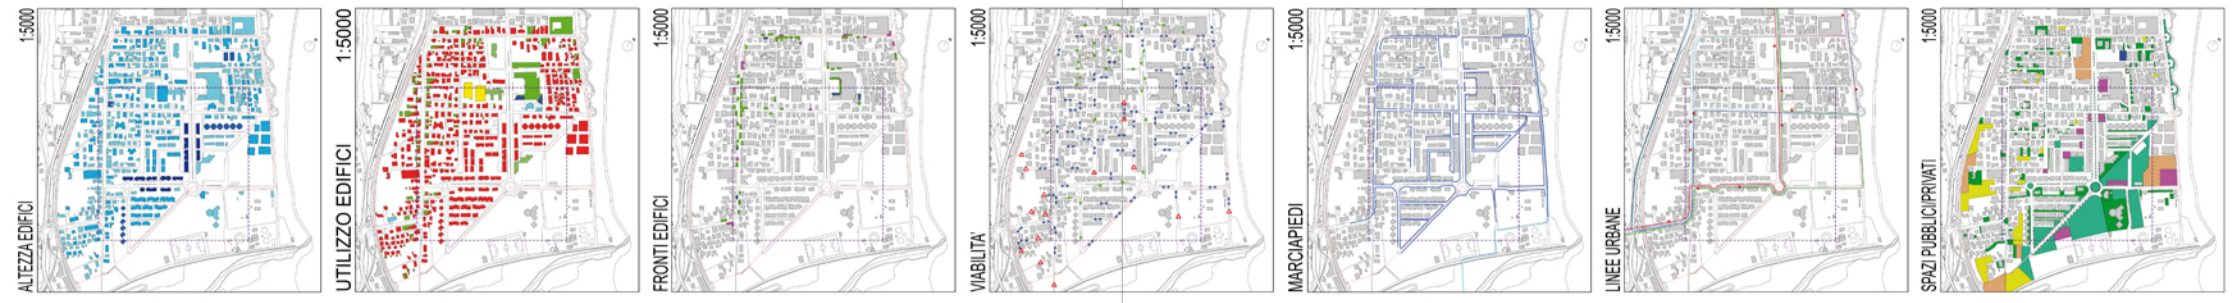 ALTEZZA EDIFICI 1:5000
UTILIZZO EDIFICI 1:5000
FRONTI EDIFICI 1:5000
VIABILITA' 1:5000
MARCIAPIEDI 1:5000
LINEE URBANE 1:5000
SPAZI PUBBLICI/PRIVATI 1:5000